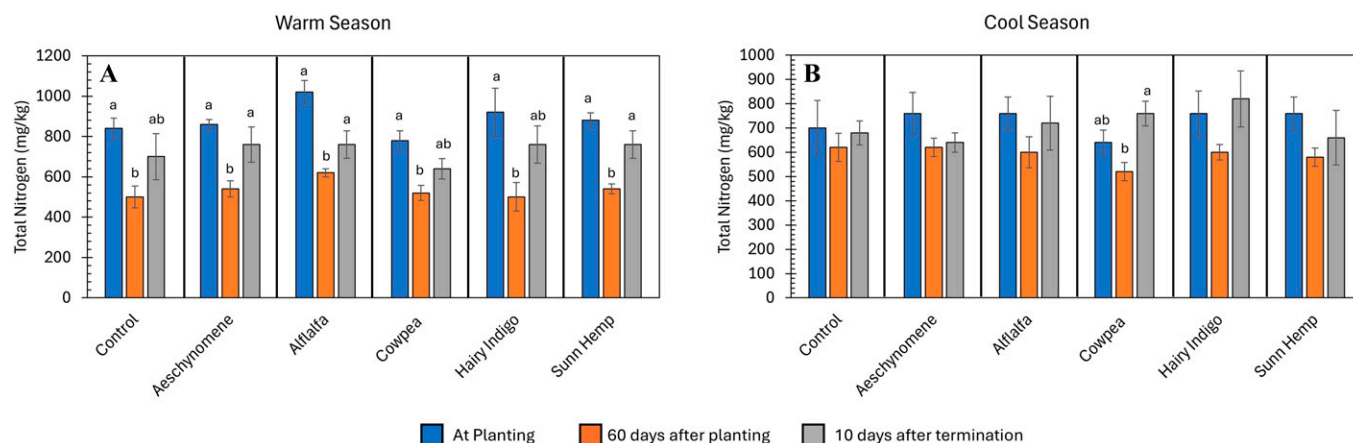 Warm Season
A
Total Nitrogen (mg/kg)
1200
1000
800
600
400
200
0
a b ab
a b a
a b a
a b ab
a b ab
a b a
Control
Aeschynomene
Alflalfa
Cowpea
Hairy Indigo
Sunn Hemp
Cool Season
B
Total Nitrogen (mg/kg)
1000
900
800
700
600
500
400
300
200
100
0
ab b a
Control
Aeschynomene
Alflalfa
Cowpea
Hairy Indigo
Sunn Hemp
At Planting
60 days after planting
10 days after termination